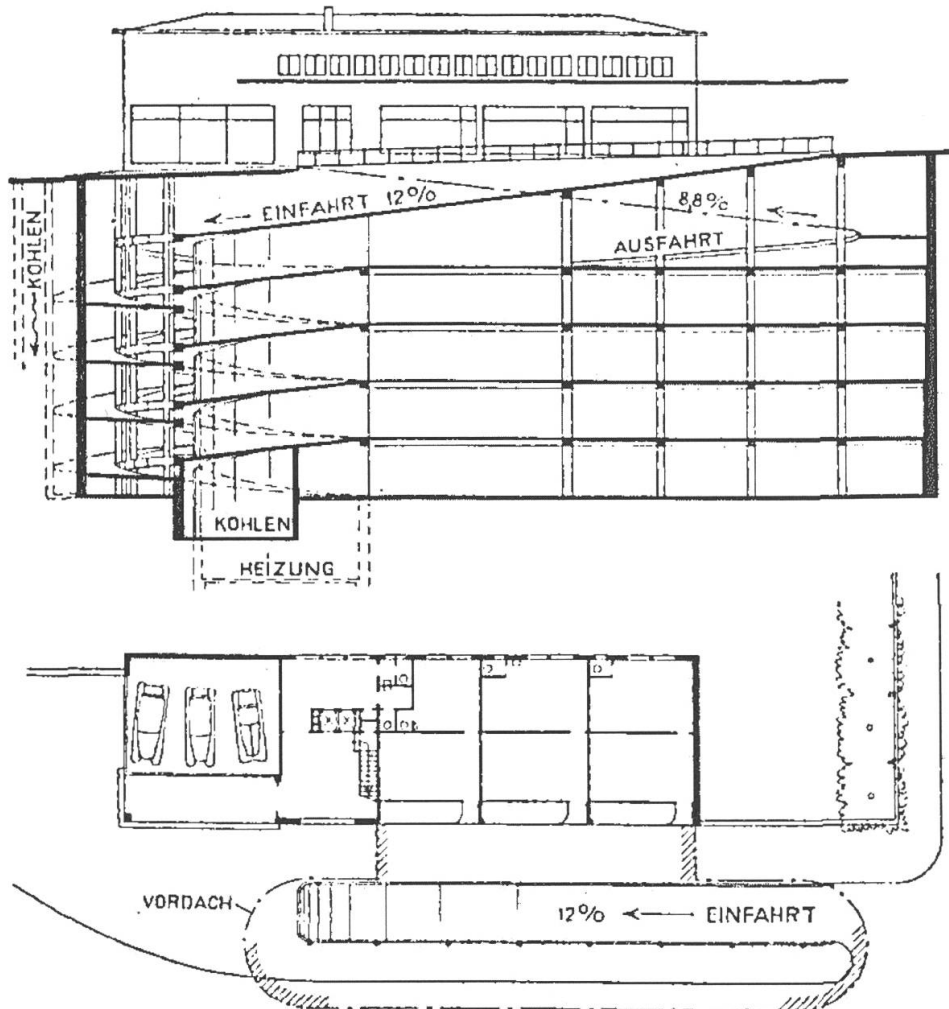 EINFAHRT 12%
8,8%
AUSFAHRT
KOHLEN
KOHLEN
HEIZUNG
VORDACH
12% EINFAHRT